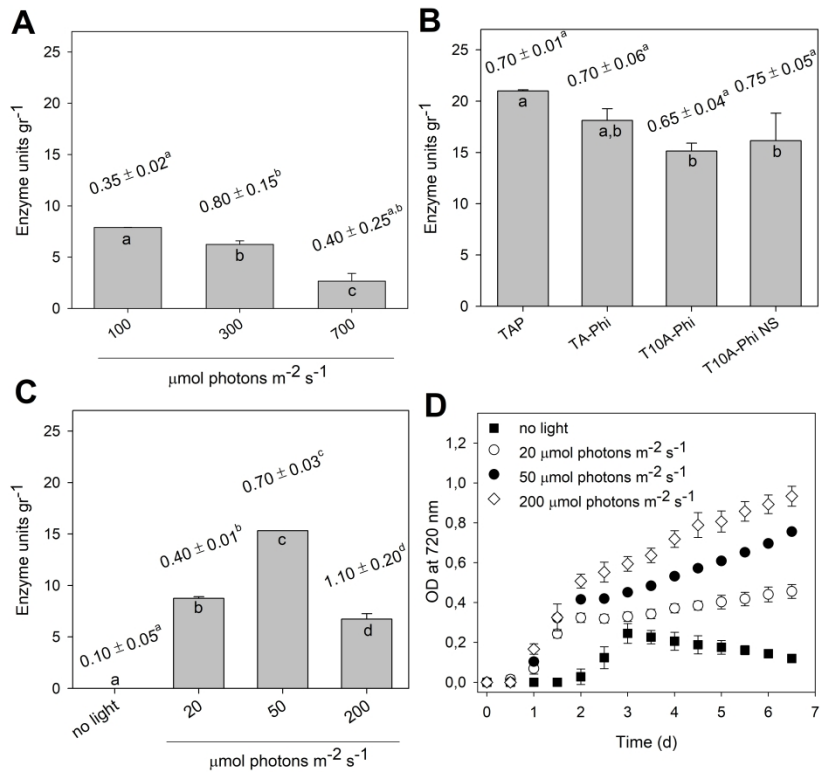 A
Enzyme units gr⁻¹
25
20
15
10
5
0
0.35 ± 0.02ᵃ
0.80 ± 0.15ᵇ
0.40 ± 0.25ᵃ,ᵇ
a
b
c
100
300
700
μmol photons m⁻² s⁻¹
B
Enzyme units gr⁻¹
25
20
15
10
5
0
0.70 ± 0.01ᵃ
0.70 ± 0.06ᵃ
0.65 ± 0.04ᵃ
0.75 ± 0.05ᵃ
a
a,b
b
b
TAP
TA-Phi
T10A-Phi
T10A-Phi NS
C
Enzyme units gr⁻¹
25
20
15
10
5
0
0.10 ± 0.05ᵃ
0.40 ± 0.01ᵇ
0.70 ± 0.03ᶜ
1.10 ± 0.20ᵈ
a
b
c
d
no light
20
50
200
μmol photons m⁻² s⁻¹
D
no light
20 μmol photons m⁻² s⁻¹
50 μmol photons m⁻² s⁻¹
200 μmol photons m⁻² s⁻¹
OD at 720 nm
1,2
1,0
0,8
0,6
0,4
0,2
0,0
0 1 2 3 4 5 6 7
Time (d)